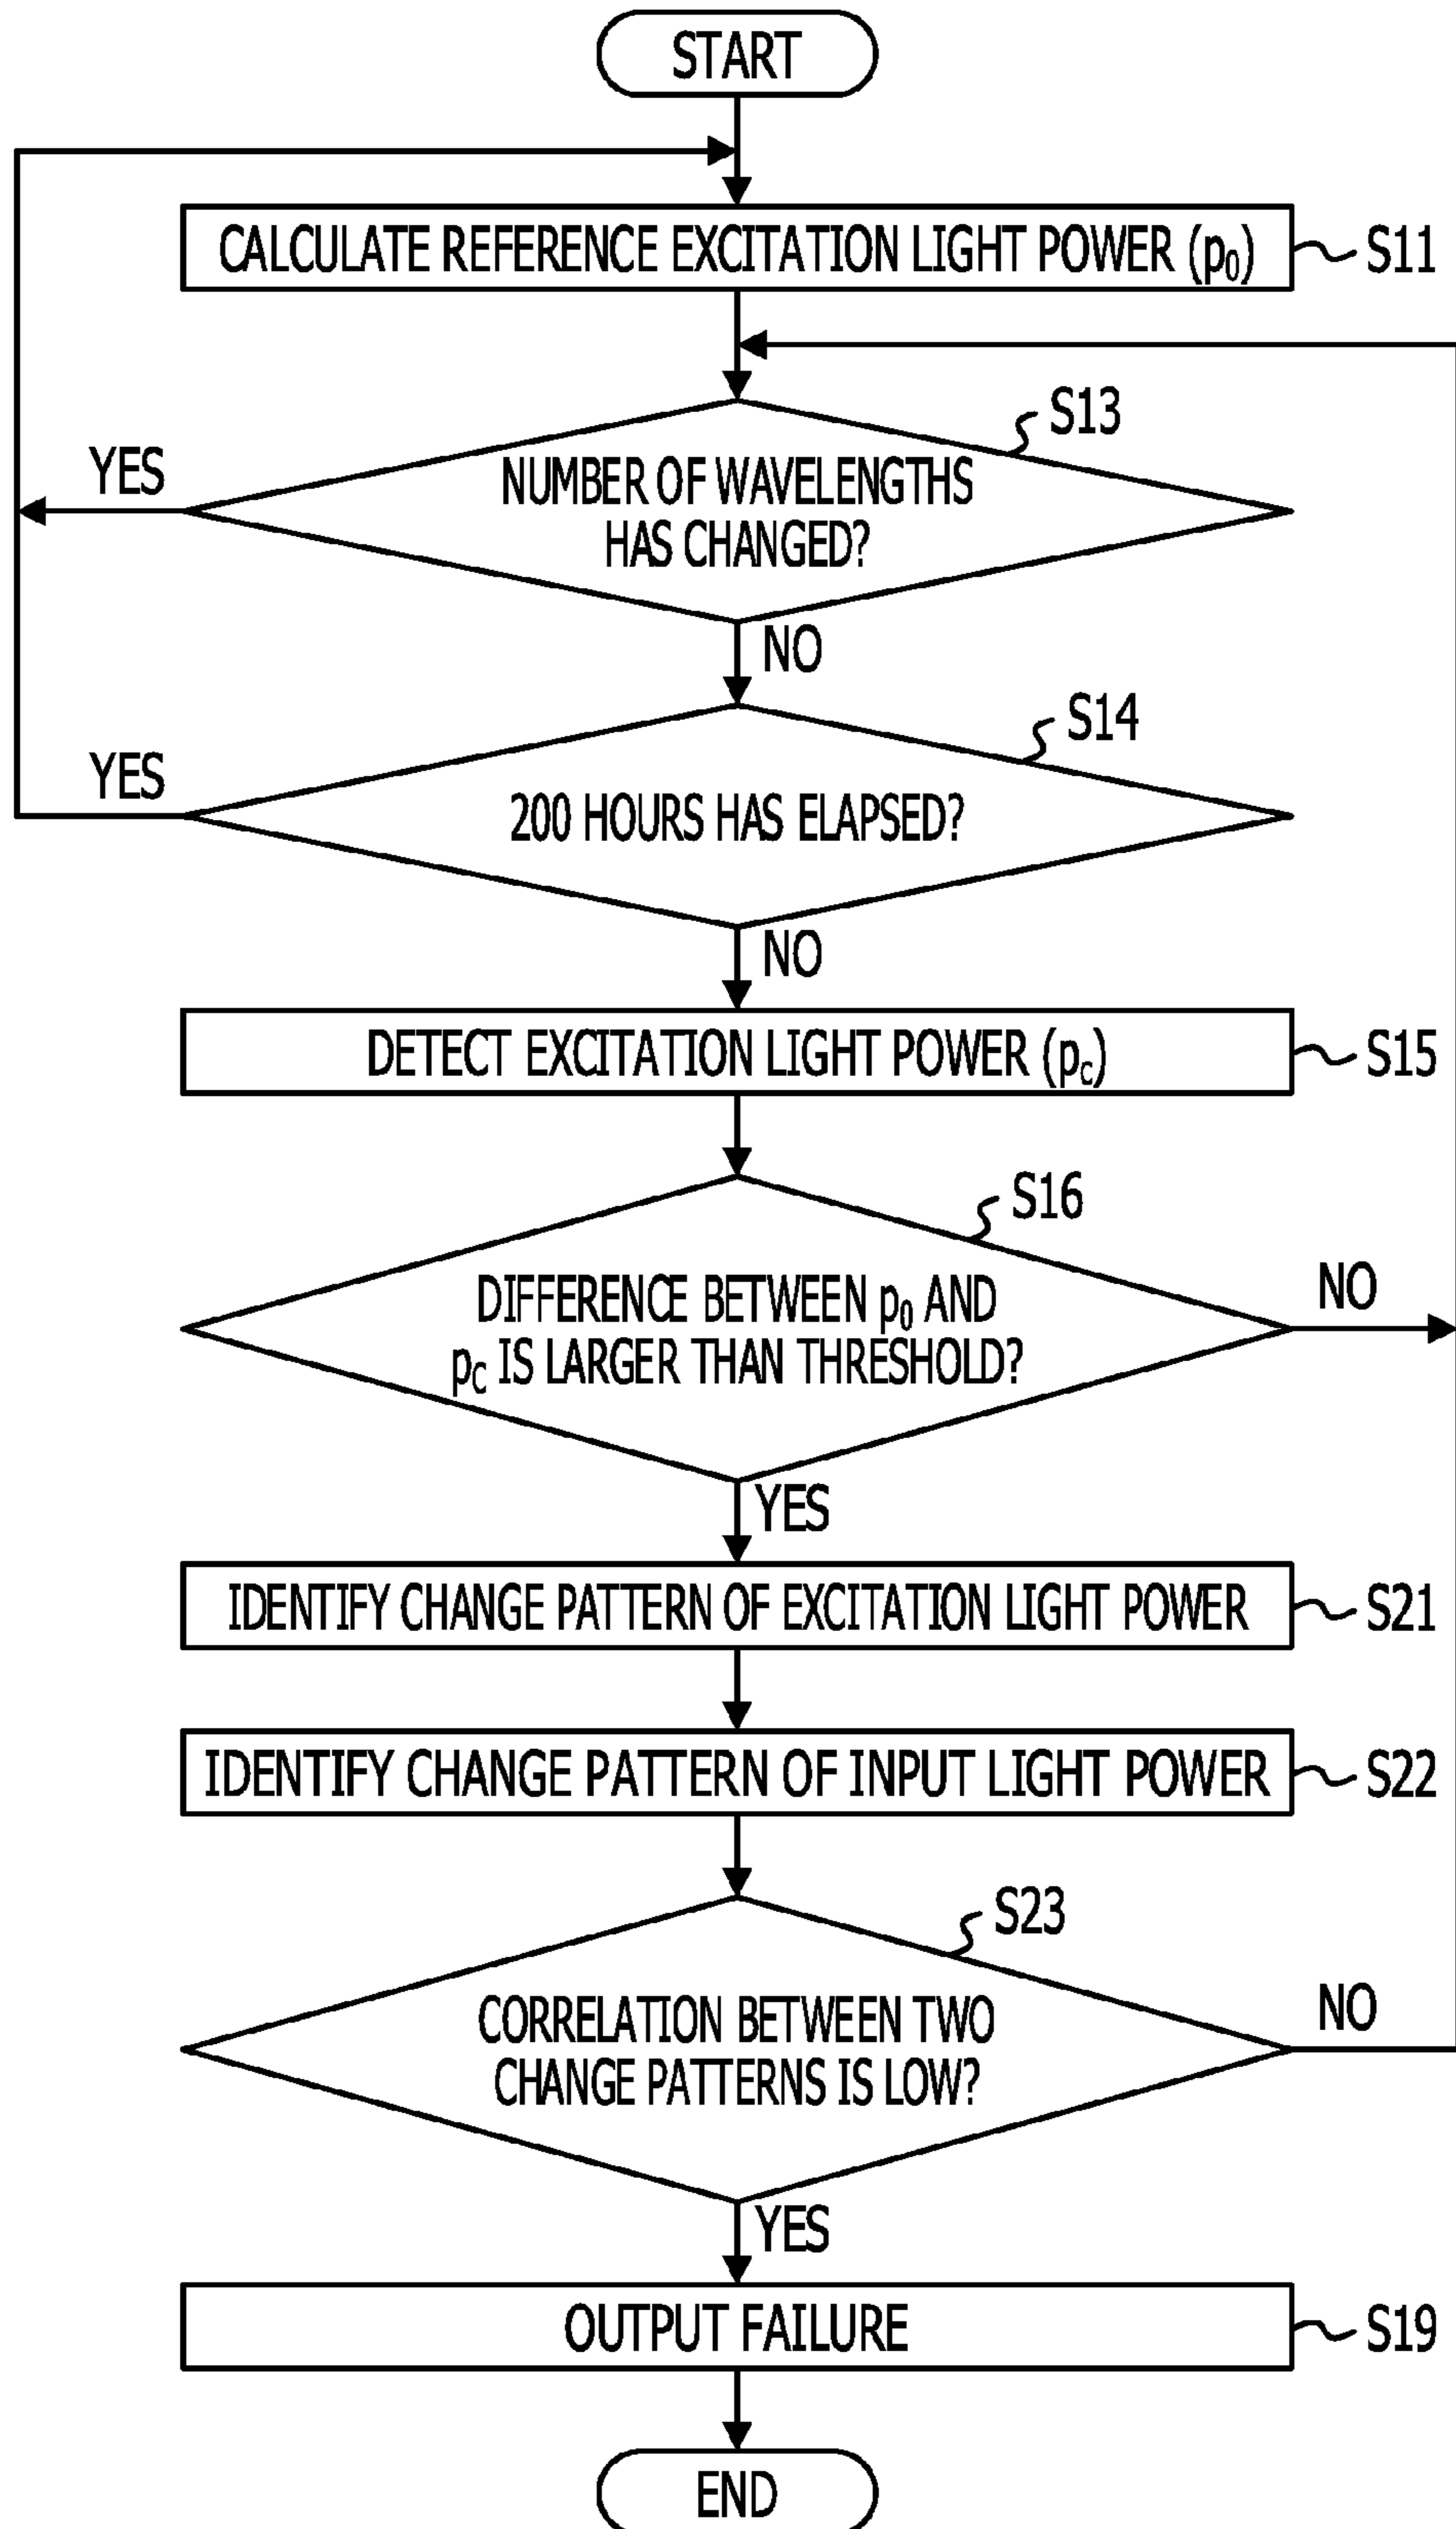 START
CALCULATE REFERENCE EXCITATION LIGHT POWER (p0)
S11
S13
YES
NUMBER OF WAVELENGTHS
HAS CHANGED?
NO
S14
YES
200 HOURS HAS ELAPSED?
NO
DETECT EXCITATION LIGHT POWER (pc)
S15
S16
NO
DIFFERENCE BETWEEN p0 AND
pC IS LARGER THAN THRESHOLD?
YES
IDENTIFY CHANGE PATTERN OF EXCITATION LIGHT POWER
S21
IDENTIFY CHANGE PATTERN OF INPUT LIGHT POWER
S22
S23
NO
CORRELATION BETWEEN TWO
CHANGE PATTERNS IS LOW?
YES
OUTPUT FAILURE
S19
END